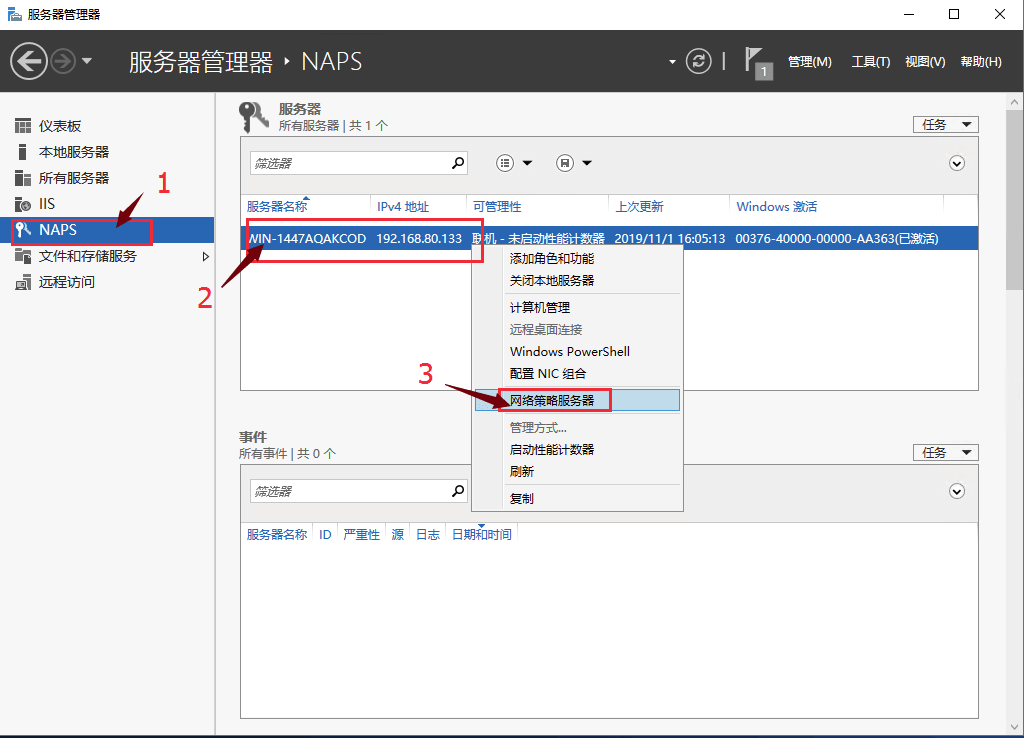 服务器管理器
服务器管理器 NAPS
1 管理(M) 工具(T) 视图(V) 帮助(H)
仪表板
本地服务器
所有服务器
IIS
NAPS
文件和存储服务
远程访问
1
2
服务器
所有服务器 | 共 1 个
任务
筛选器
服务器名称 IPv4 地址 可管理性 上次更新 Windows 激活
WIN-1447AQAKCOD 192.168.80.133 联机 - 未启动性能计数器 2019/11/1 16:05:13 00376-40000-00000-AA363(已激活)
添加角色和功能
关闭本地服务器
计算机管理
远程桌面连接
Windows PowerShell
配置 NIC 组合
3
网络策略服务器
管理方式...
启动性能计数器
刷新
复制
事件
所有事件 | 共 0 个
任务
筛选器
服务器名称 ID 严重性 源 日志 日期和时间